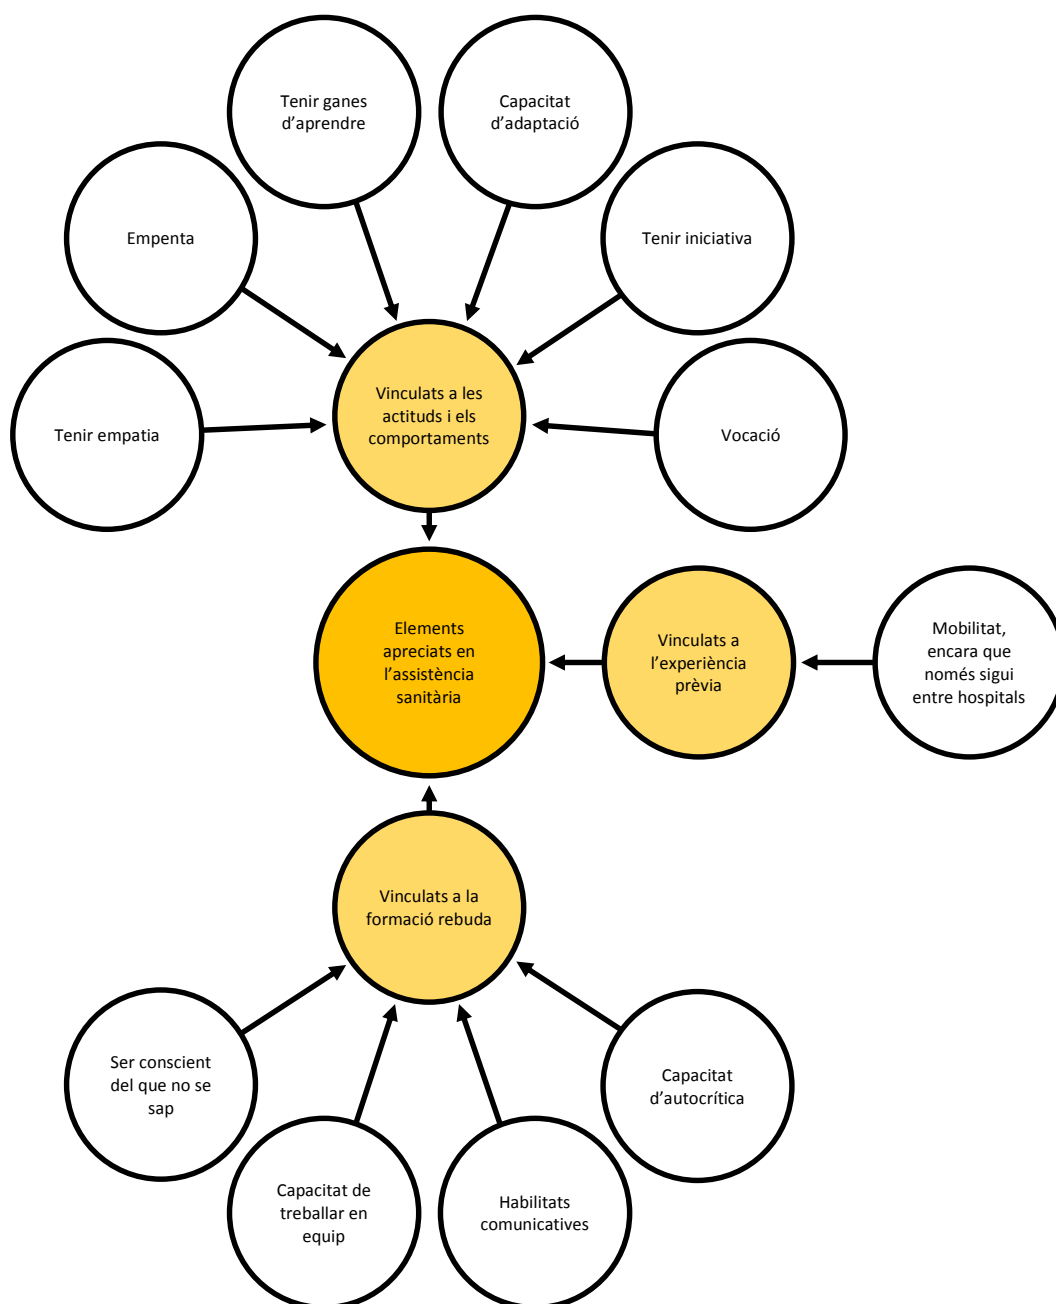 Tenir ganes
d’aprendre
Capacitat
d’adaptació
Empenta
Tenir iniciativa
Tenir empatia
Vinculats a les
actituds i els
comportaments
Vocació
Elements
apreciats en
l’assistència
sanitària
Vinculats a
l’experiència
prèvia
Mobilitat,
encara que
només sigui
entre hospitals
Vinculats a la
formació rebuda
Ser conscient
del que no se
sap
Capacitat
d’autocrítica
Capacitat de
treballar en
equip
Habilitats
comunicatives